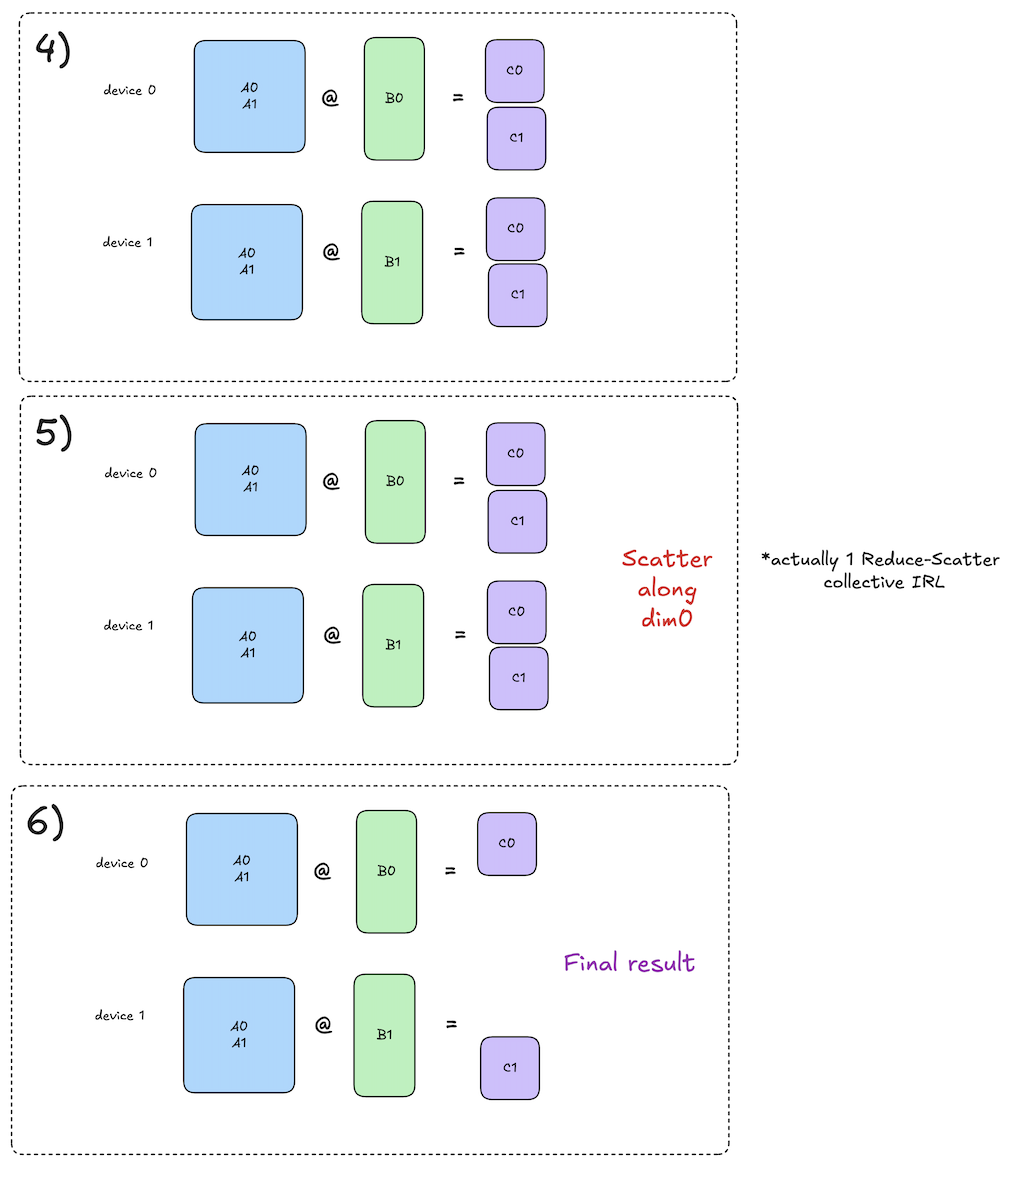 4)
device 0
A0
A1
@
B0
=
C0
C1
device 1
A0
A1
@
B1
=
C0
C1
5)
device 0
A0
A1
@
B0
=
C0
C1
device 1
A0
A1
@
B1
=
C0
C1
Scatter
along
dim0
*actually 1 Reduce-Scatter
collective IRL
6)
device 0
A0
A1
@
B0
=
C0
device 1
A0
A1
@
B1
=
C1
Final result